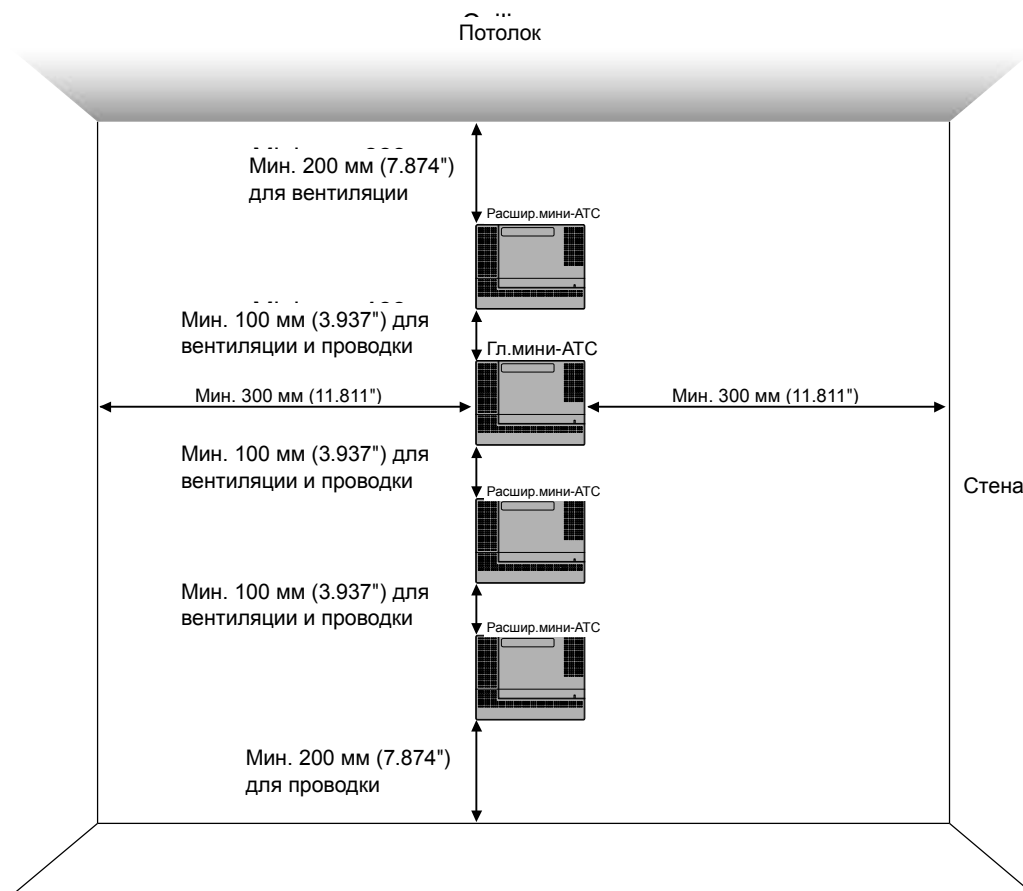 Потолок
Мин. 200 мм (7.874")
для вентиляции
Расшир.мини-АТС
Мин. 100 мм (3.937") для
вентиляции и проводки
Гл.мини-АТС
Мин. 300 мм (11.811")
Мин. 300 мм (11.811")
Мин. 100 мм (3.937") для
вентиляции и проводки
Расшир.мини-АТС
Стена
Мин. 100 мм (3.937") для
вентиляции и проводки
Расшир.мини-АТС
Мин. 200 мм (7.874")
для проводки